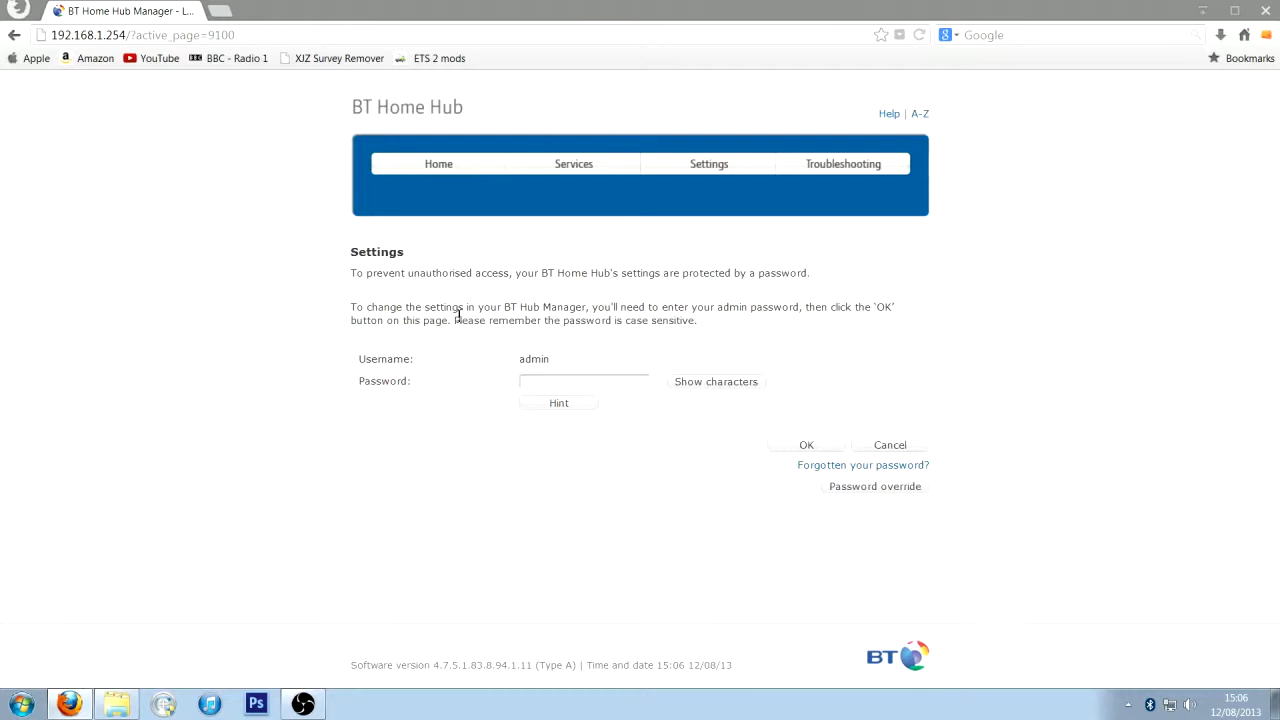 BT Home Hub Manager - L...
192.168.1.254/?active_page=9100
Google
Apple
Amazon
YouTube
BBC - Radio 1
XJZ Survey Remover
ETS 2 mods
Bookmarks
BT Home Hub
Help | A-Z
Home
Services
Settings
Troubleshooting
Settings
To prevent unauthorised access, your BT Home Hub's settings are protected by a password.
To change the settings in your BT Hub Manager, you'll need to enter your admin password, then click the `OK'
button on this page. Please remember the password is case sensitive.
Username: admin
Password: Show characters
Hint
OK Cancel
Forgotten your password?
Password override
BT
Software version 4.7.5.1.83.8.94.1.11 (Type A) | Time and date 15:06 12/08/13
Ps
15:06
12/08/2013